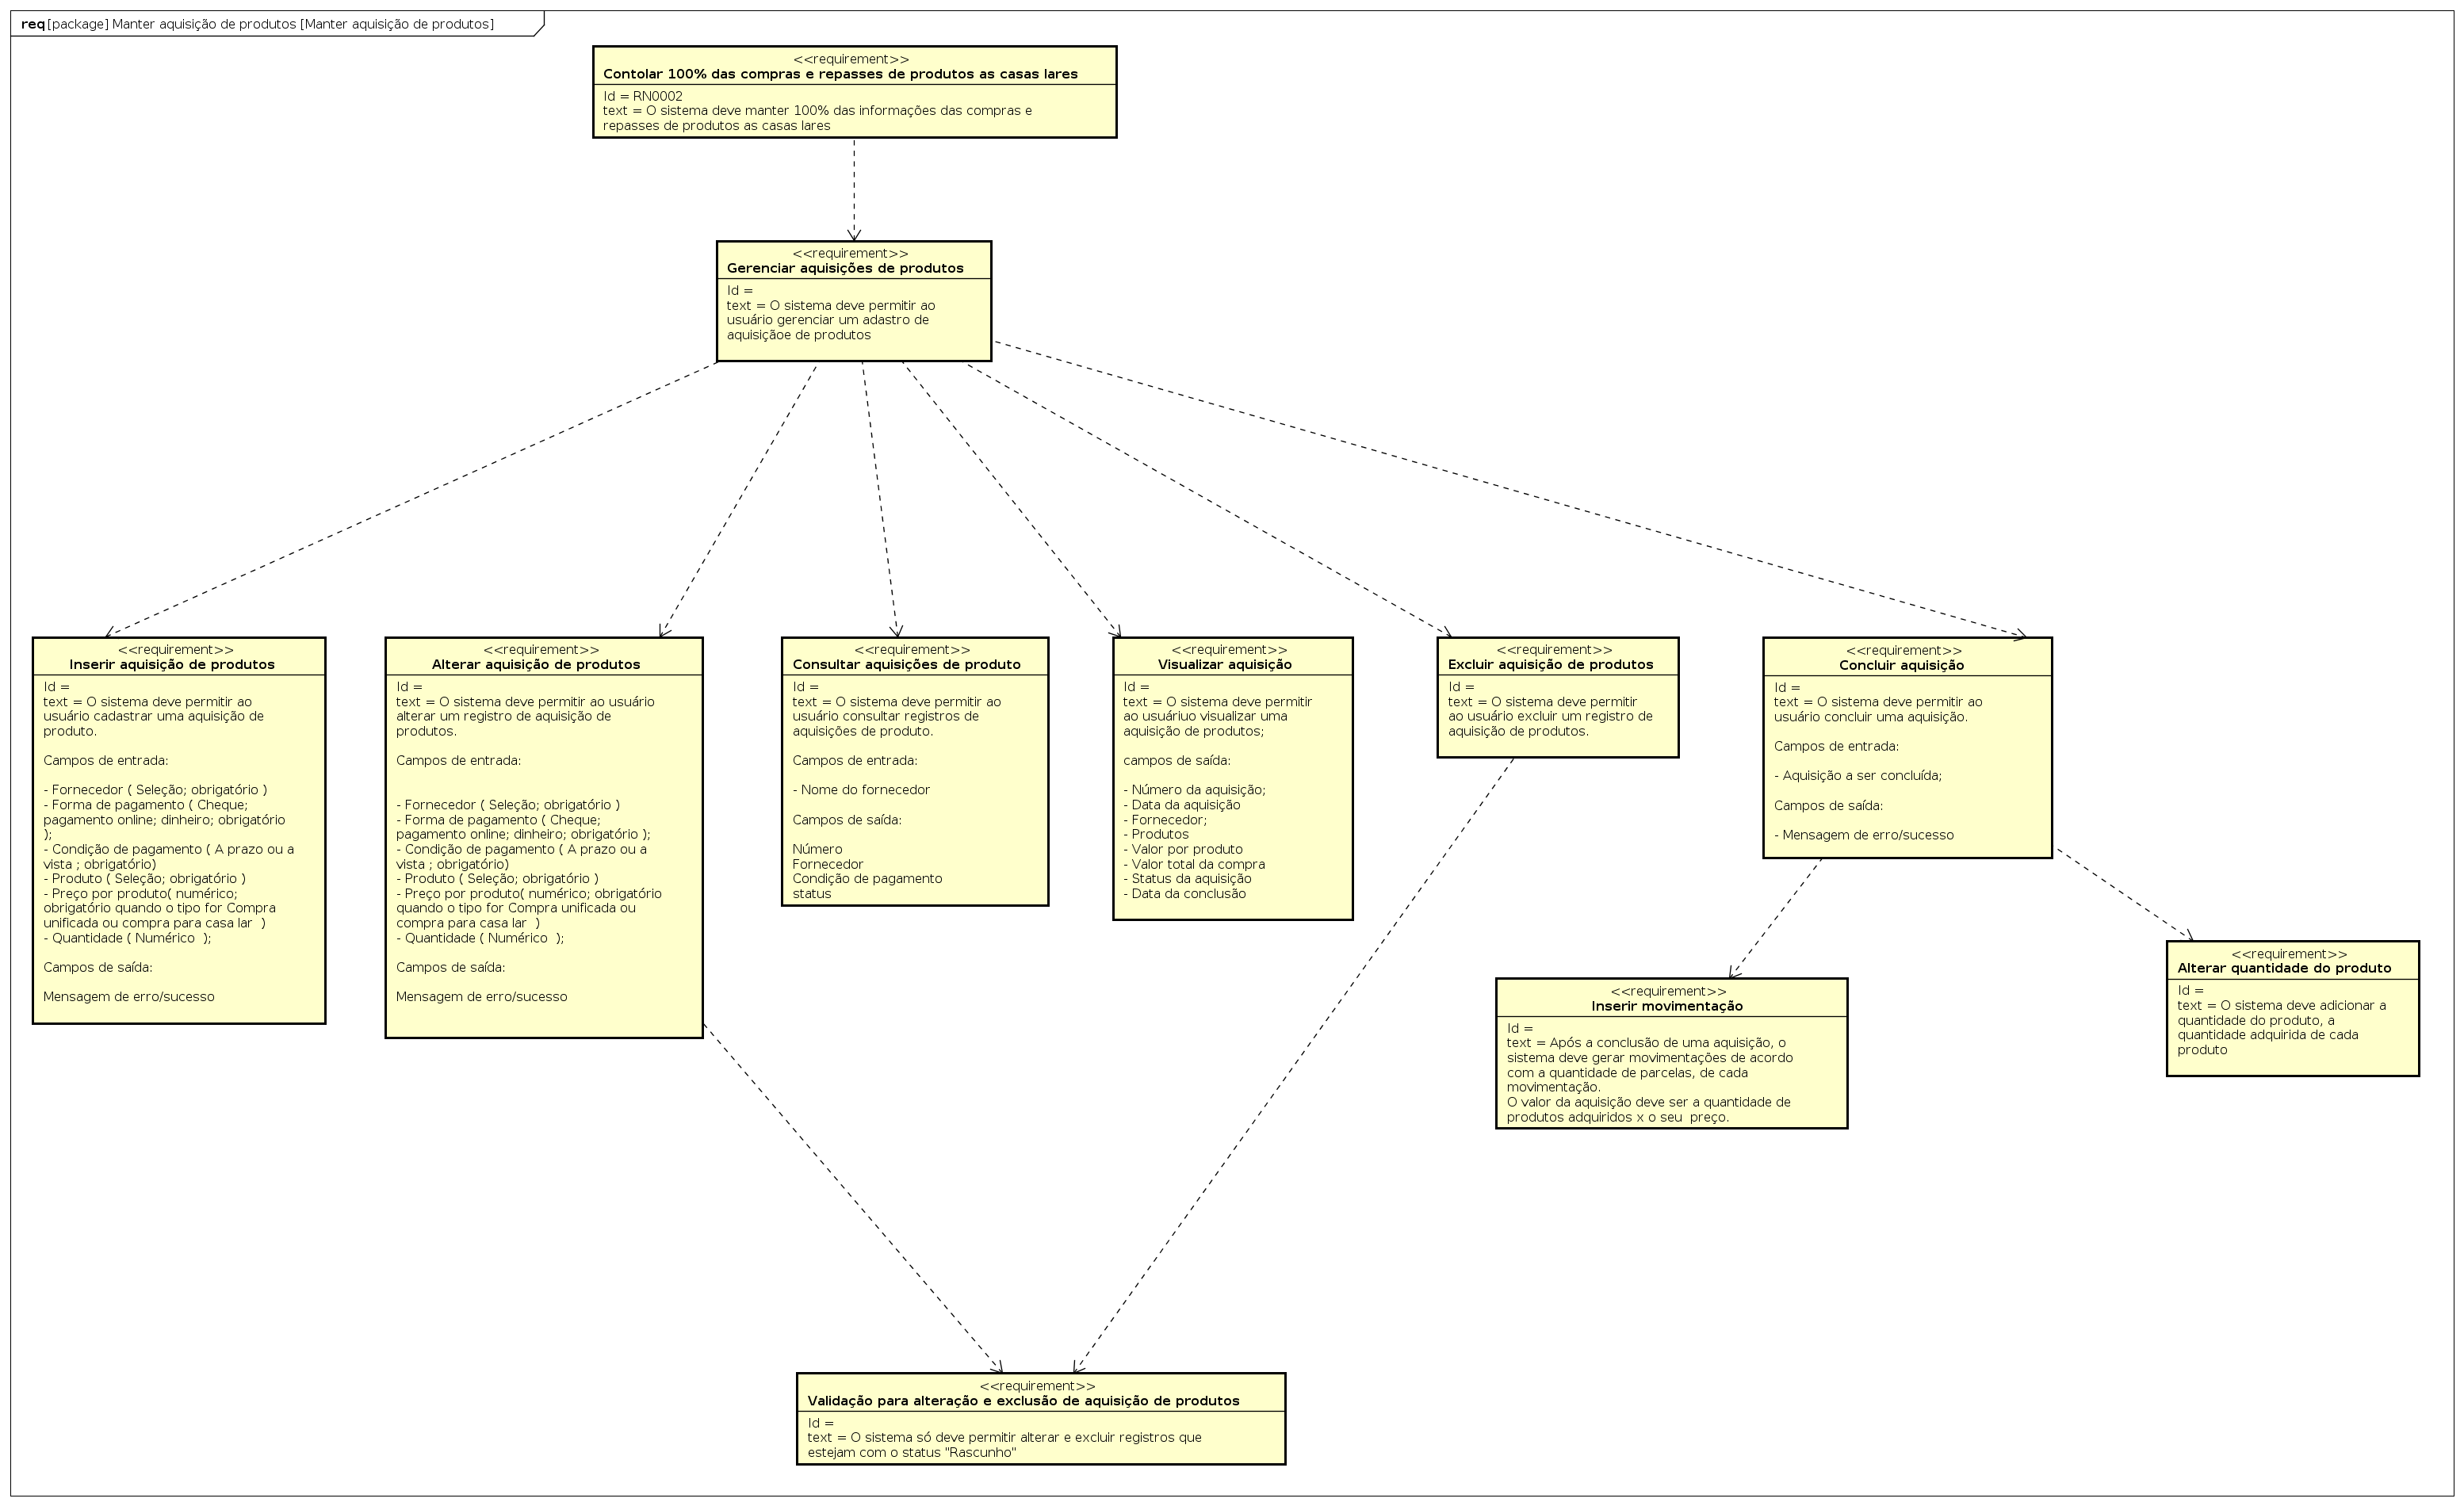 req [package] Manter aquisição de produtos [Manter aquisição de produtos]
<<requirement>>
Contolar 100% das compras e repasses de produtos as casas lares
Id = RN0002
text = O sistema deve manter 100% das informações das compras e
repasses de produtos as casas lares
<<requirement>>
Gerenciar aquisições de produtos
Id =
text = O sistema deve permitir ao
usuário gerenciar um adastro de
aquisiçãoe de produtos
<<requirement>>
Inserir aquisição de produtos
Id =
text = O sistema deve permitir ao
usuário cadastrar uma aquisição de
produto.
Campos de entrada:
- Fornecedor ( Seleção; obrigatório )
- Forma de pagamento ( Cheque;
pagamento online; dinheiro; obrigatório
);
- Condição de pagamento ( A prazo ou a
vista ; obrigatório)
- Produto ( Seleção; obrigatório )
- Preço por produto( numérico;
obrigatório quando o tipo for Compra
unificada ou compra para casa lar  )
- Quantidade ( Numérico  );
Campos de saída:
Mensagem de erro/sucesso
<<requirement>>
Alterar aquisição de produtos
Id =
text = O sistema deve permitir ao usuário
alterar um registro de aquisição de
produtos.
Campos de entrada:
- Fornecedor ( Seleção; obrigatório )
- Forma de pagamento ( Cheque;
pagamento online; dinheiro; obrigatório );
- Condição de pagamento ( A prazo ou a
vista ; obrigatório)
- Produto ( Seleção; obrigatório )
- Preço por produto( numérico; obrigatório
quando o tipo for Compra unificada ou
compra para casa lar  )
- Quantidade ( Numérico  );
Campos de saída:
Mensagem de erro/sucesso
<<requirement>>
Consultar aquisições de produto
Id =
text = O sistema deve permitir ao
usuário consultar registros de
aquisições de produto.
Campos de entrada:
- Nome do fornecedor
Campos de saída:
Número
Fornecedor
Condição de pagamento
status
<<requirement>>
Visualizar aquisição
Id =
text = O sistema deve permitir
ao usuáriuo visualizar uma
aquisição de produtos;
campos de saída:
- Número da aquisição;
- Data da aquisição
- Fornecedor;
- Produtos
- Valor por produto
- Valor total da compra
- Status da aquisição
- Data da conclusão
<<requirement>>
Excluir aquisição de produtos
Id =
text = O sistema deve permitir
ao usuário excluir um registro de
aquisição de produtos.
<<requirement>>
Concluir aquisição
Id =
text = O sistema deve permitir ao
usuário concluir uma aquisição.
Campos de entrada:
- Aquisição a ser concluída;
Campos de saída:
- Mensagem de erro/sucesso
<<requirement>>
Inserir movimentação
Id =
text = Após a conclusão de uma aquisição, o
sistema deve gerar movimentações de acordo
com a quantidade de parcelas, de cada
movimentação.
O valor da aquisição deve ser a quantidade de
produtos adquiridos x o seu  preço.
<<requirement>>
Alterar quantidade do produto
Id =
text = O sistema deve adicionar a
quantidade do produto, a
quantidade adquirida de cada
produto
<<requirement>>
Validação para alteração e exclusão de aquisição de produtos
Id =
text = O sistema só deve permitir alterar e excluir registros que
estejam com o status "Rascunho"